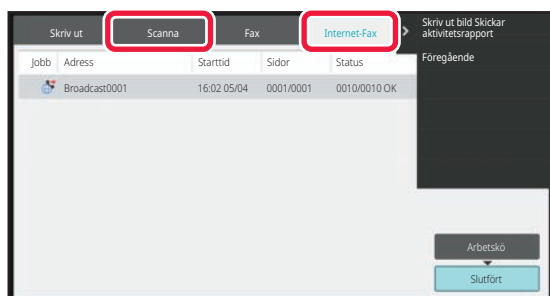 Skriv ut Scanna Fax Internet-Fax
Jobb Adress Starttid Sidor Status
Broadcast0001 16:02 05/04 0001/0001 0010/0010 OK
Skriv ut bild Skickar
aktivitetsrapport
Föregående
Arbetskö
Slutfört